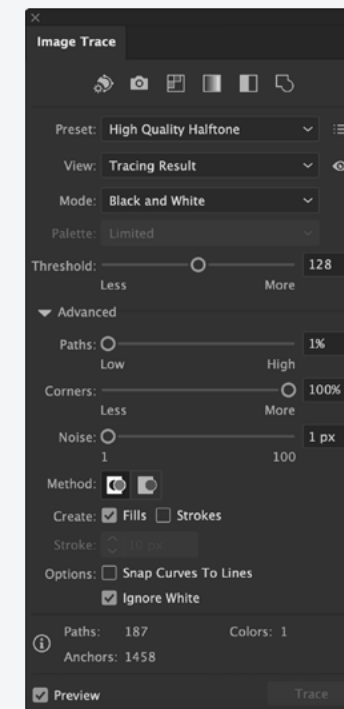 Image Trace
Preset: High Quality Halftone
View: Tracing Result
Mode: Black and White
Palette: Limited
Threshold: 128
Less More
Advanced
Paths: 1%
Low High
Corners: 100%
Less More
Noise: 1 px
1 100
Method:
Create: Fills Strokes
Stroke: 10 px
Options: Snap Curves To Lines
Ignore White
Paths: 187 Colors: 1
Anchors: 1458
Preview Trace